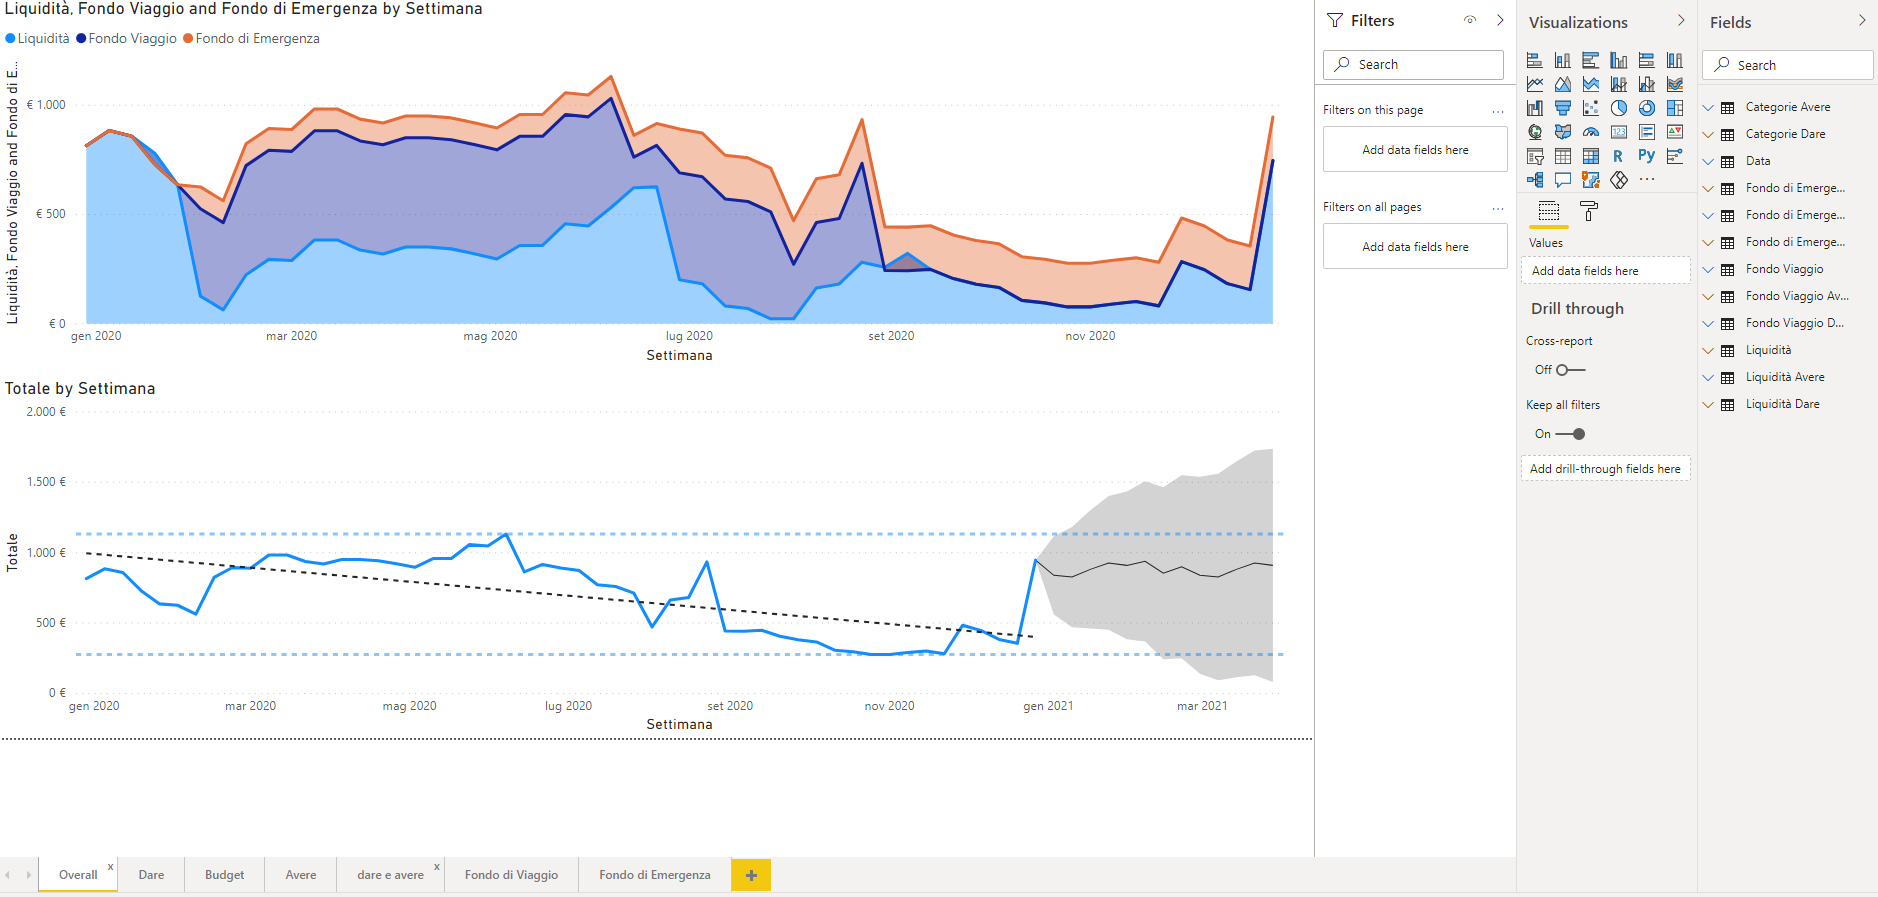 Liquidità, Fondo Viaggio and Fondo di Emergenza by Settimana
Liquidità Fondo Viaggio Fondo di Emergenza
Liquidità, Fondo Viaggio and Fondo di E...
€ 1.000
€ 500
€ 0
gen 2020 mar 2020 mag 2020 lug 2020 set 2020 nov 2020
Settimana
Totale by Settimana
Totale
2.000 €
1.500 €
1.000 €
500 €
0 €
gen 2020 mar 2020 mag 2020 lug 2020 set 2020 nov 2020 gen 2021 mar 2021
Settimana
Overall x Dare Budget Avere dare e avere x Fondo di Viaggio Fondo di Emergenza +
Filters
Search
Filters on this page ...
Add data fields here
Filters on all pages ...
Add data fields here
Visualizations
123
R Py
...
Values
Add data fields here
Drill through
Cross-report
Off
Keep all filters
On
Add drill-through fields here
Fields
Search
Categorie Avere
Categorie Dare
Data
Fondo di Emerge...
Fondo di Emerge...
Fondo di Emerge...
Fondo Viaggio
Fondo Viaggio Av...
Fondo Viaggio D...
Liquidità
Liquidità Avere
Liquidità Dare